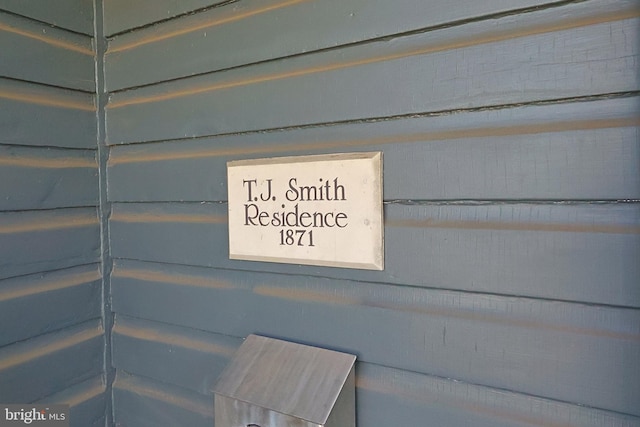 T.J. Smith
Residence
1871
bright MLS